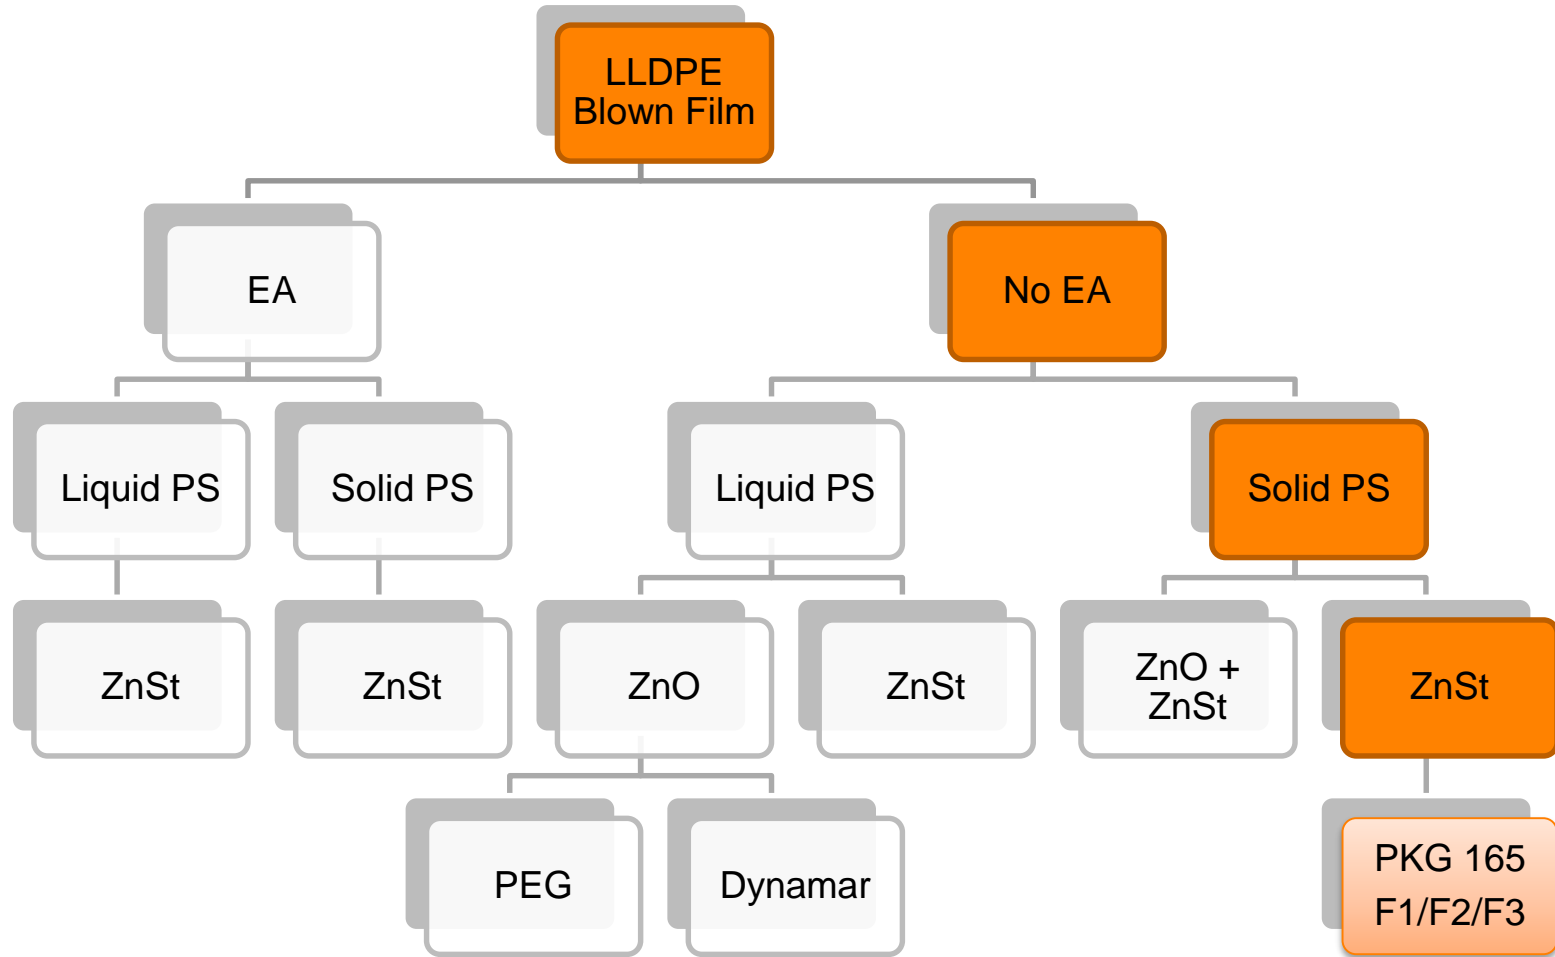 LLDPE
Blown Film
EA
No EA
Liquid PS
Solid PS
Liquid PS
Solid PS
ZnSt
ZnSt
ZnO
ZnSt
ZnO +
ZnSt
ZnSt
PEG
Dynamar
PKG 165
F1/F2/F3